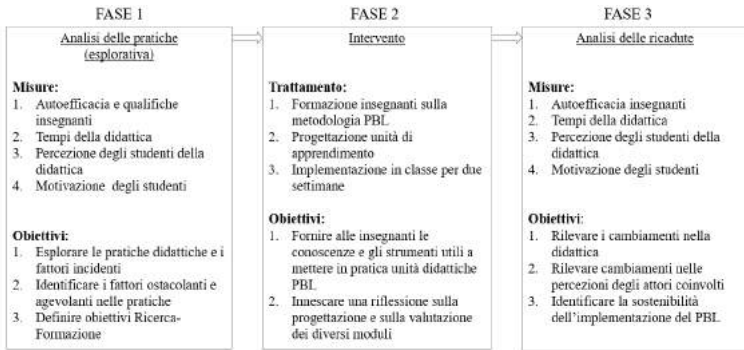 FASE 1
Analisi delle pratiche
(esplorativa)
Misure:
1. Autoefficacia e qualifiche
insegnanti
2. Tempi della didattica
3. Percezione degli studenti della
didattica
4. Motivazione degli studenti
Obiettivi:
1. Esplorare le pratiche didattiche e i
fattori incidenti
2. Identificare i fattori ostacolanti e
agevolanti nelle pratiche
3. Definire obiettivi Ricerca-
Formazione
FASE 2
Intervento
Trattamento:
1. Formazione insegnanti sulla
metodologia PBL
2. Progettazione unità di
apprendimento
3. Implementazione in classe per due
settimane
Obiettivi:
1. Fornire alle insegnanti le
conoscenze e gli strumenti utili a
mettere in pratica unità didattiche
PBL
2. Innescare una riflessione sulla
progettazione e sulla valutazione
dei diversi moduli
FASE 3
Analisi delle ricadute
Misure:
1. Autoefficacia insegnanti
2. Tempi della didattica
3. Percezione degli studenti della
didattica
4. Motivazione degli studenti
Obiettivi:
1. Rilevare i cambiamenti nella
didattica
2. Rilevare cambiamenti nelle
percezioni degli attori coinvolti
3. Identificare la sostenibilità
dell'implementazione del PBL